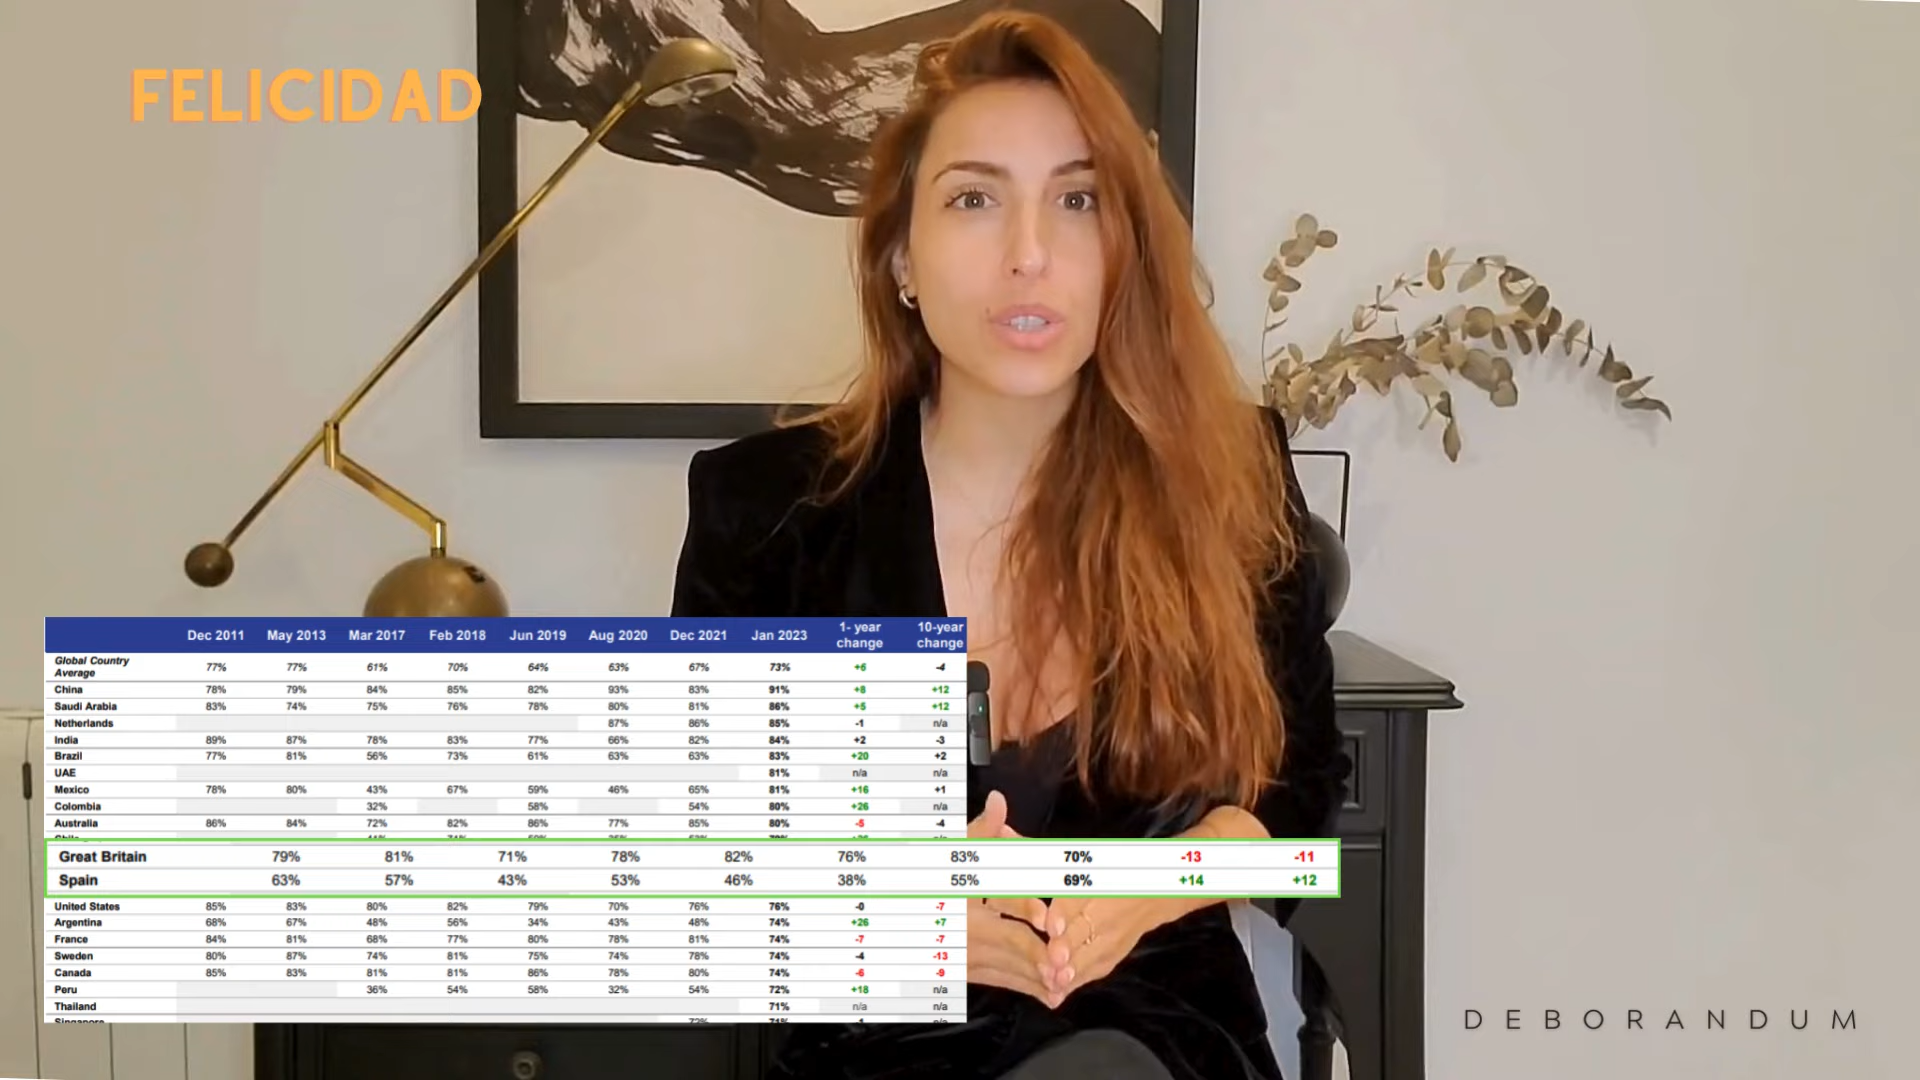 FELICIDAD
Dec 2011 May 2013 Mar 2017 Feb 2018 Jun 2019 Aug 2020 Dec 2021 Jan 2023 1- year change 10-year change
Global Country Average 77% 77% 61% 70% 64% 63% 67% 73% +6 -4
China 78% 79% 84% 85% 82% 93% 83% 91% +8 +12
Saudi Arabia 83% 74% 75% 76% 78% 80% 81% 86% +5 +12
Netherlands 87% 86% 85% -1 n/a
India 89% 87% 78% 83% 77% 66% 82% 84% +2 -3
Brazil 77% 81% 56% 73% 61% 63% 63% 83% +20 +2
UAE 81% n/a n/a
Mexico 78% 80% 43% 67% 59% 46% 65% 81% +16 +1
Colombia 32% 58% 54% 80% +26 n/a
Australia 86% 84% 72% 82% 86% 77% 85% 80% -5 -4
Great Britain 79% 81% 71% 78% 82% 76% 83% 70% -13 -11
Spain 63% 57% 43% 53% 46% 38% 55% 69% +14 +12
United States 85% 83% 80% 82% 79% 70% 76% 76% -0 -7
Argentina 68% 67% 48% 56% 34% 43% 48% 74% +26 +7
France 84% 81% 68% 77% 80% 78% 81% 74% -7 -7
Sweden 80% 87% 74% 81% 75% 74% 78% 74% -4 -13
Canada 85% 83% 81% 81% 86% 78% 80% 74% -6 -9
Peru 36% 54% 58% 32% 54% 72% +18 n/a
Thailand 71% n/a n/a
Singapore 72% 71% -1 n/a
DEBORANDUM